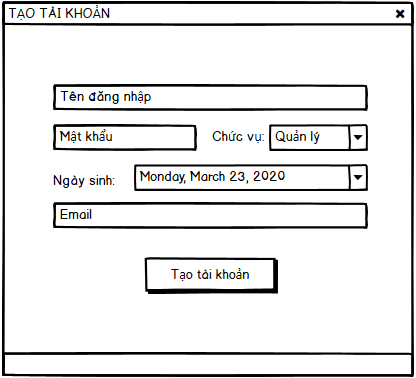 TẠO TÀI KHOẢN
Tên đăng nhập
Mật khẩu Chức vụ: Quản lý
Ngày sinh: Monday, March 23, 2020
Email
Tạo tài khoản